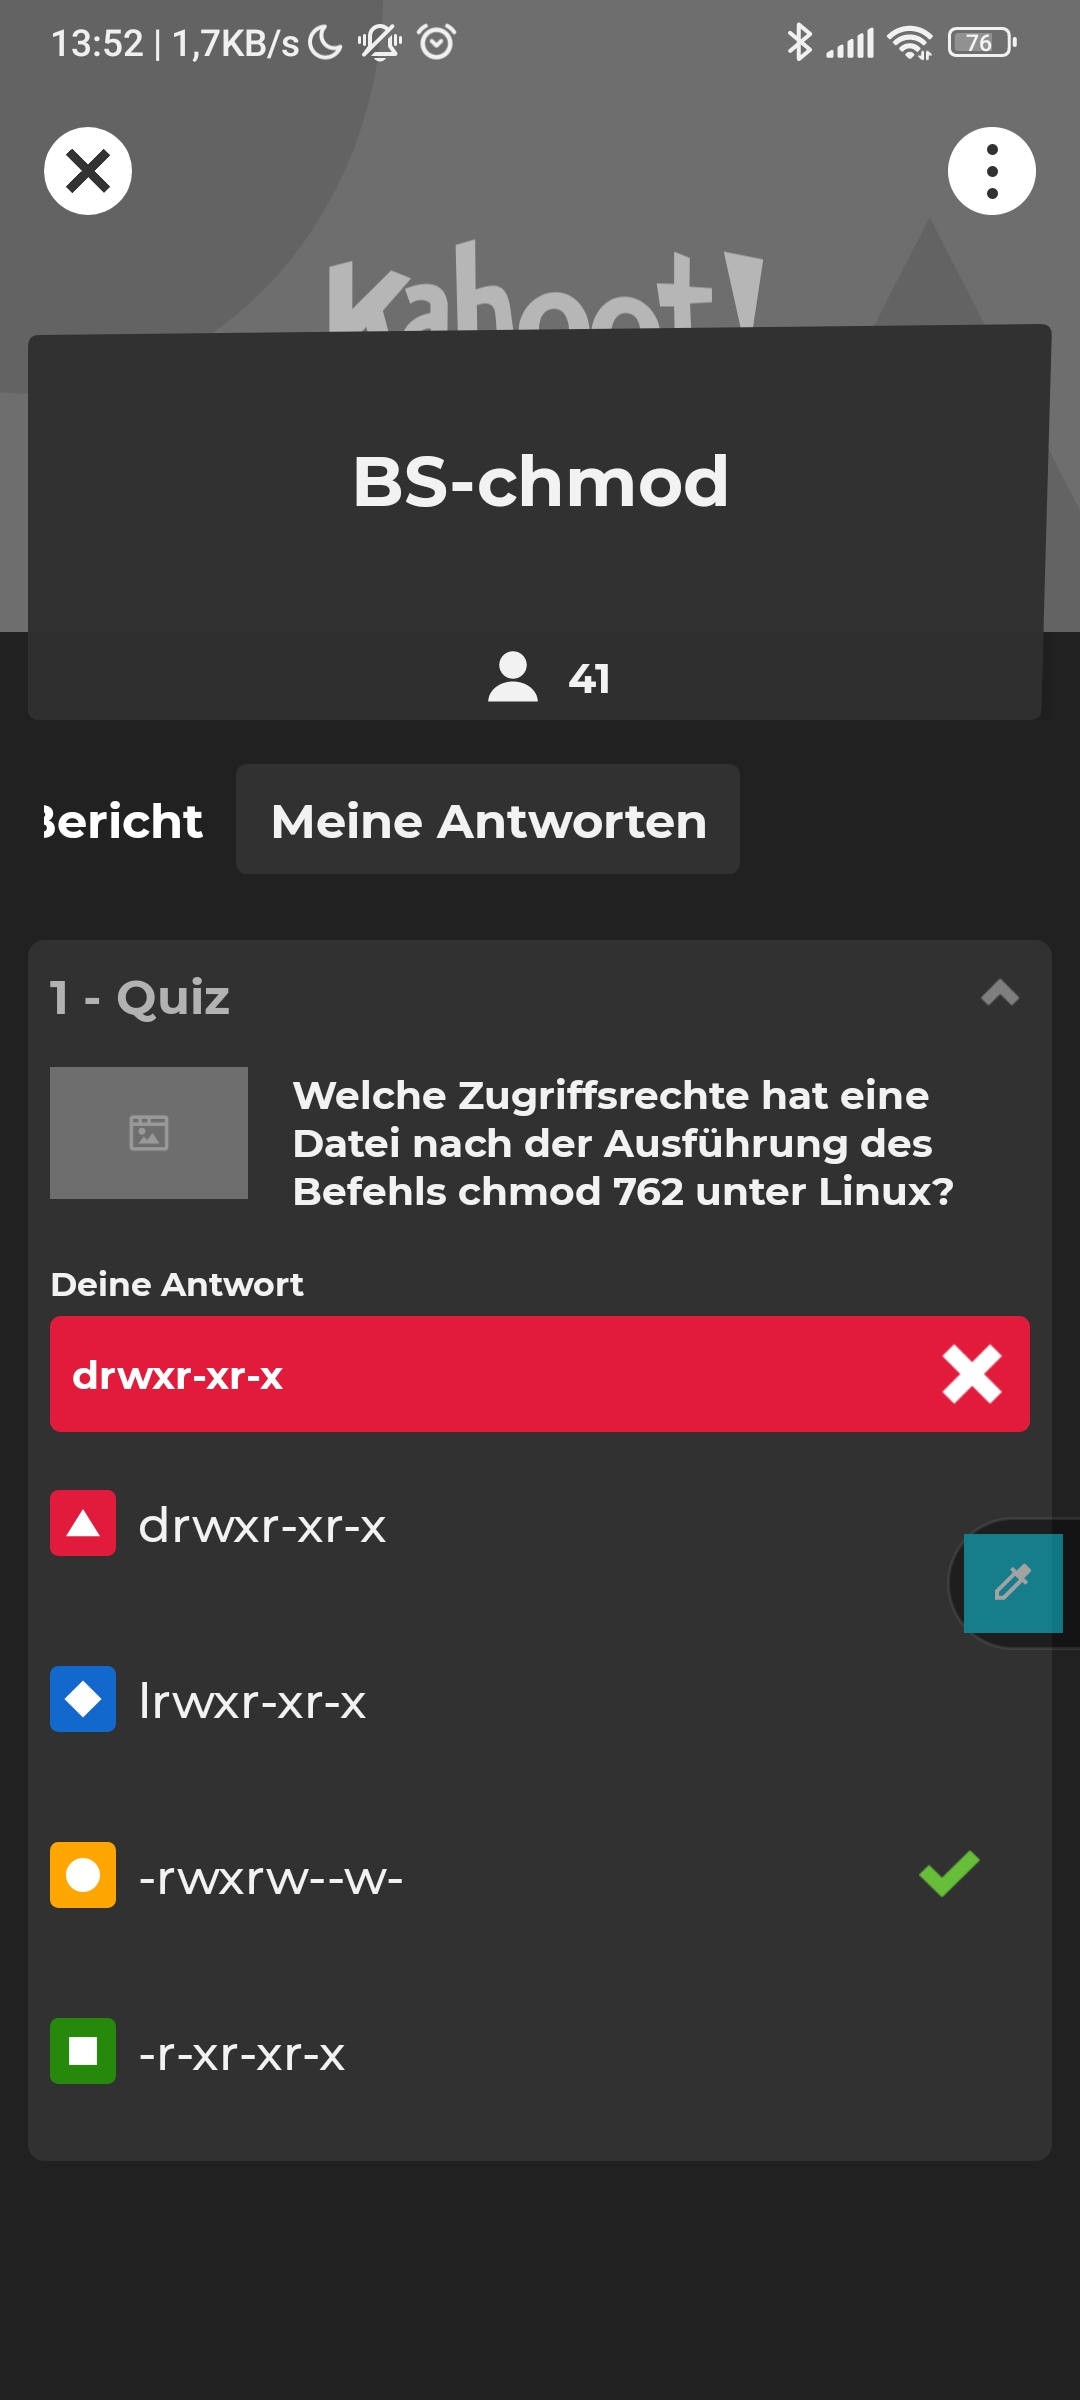 13:52 | 1,7KB/s
76
Kahoot!
BS-chmod
41
Bericht
Meine Antworten
1 - Quiz
Welche Zugriffsrechte hat eine
Datei nach der Ausführung des
Befehls chmod 762 unter Linux?
Deine Antwort
drwxr-xr-x
drwxr-xr-x
lrwxr-xr-x
-rwxrw--w-
-r-xr-xr-x